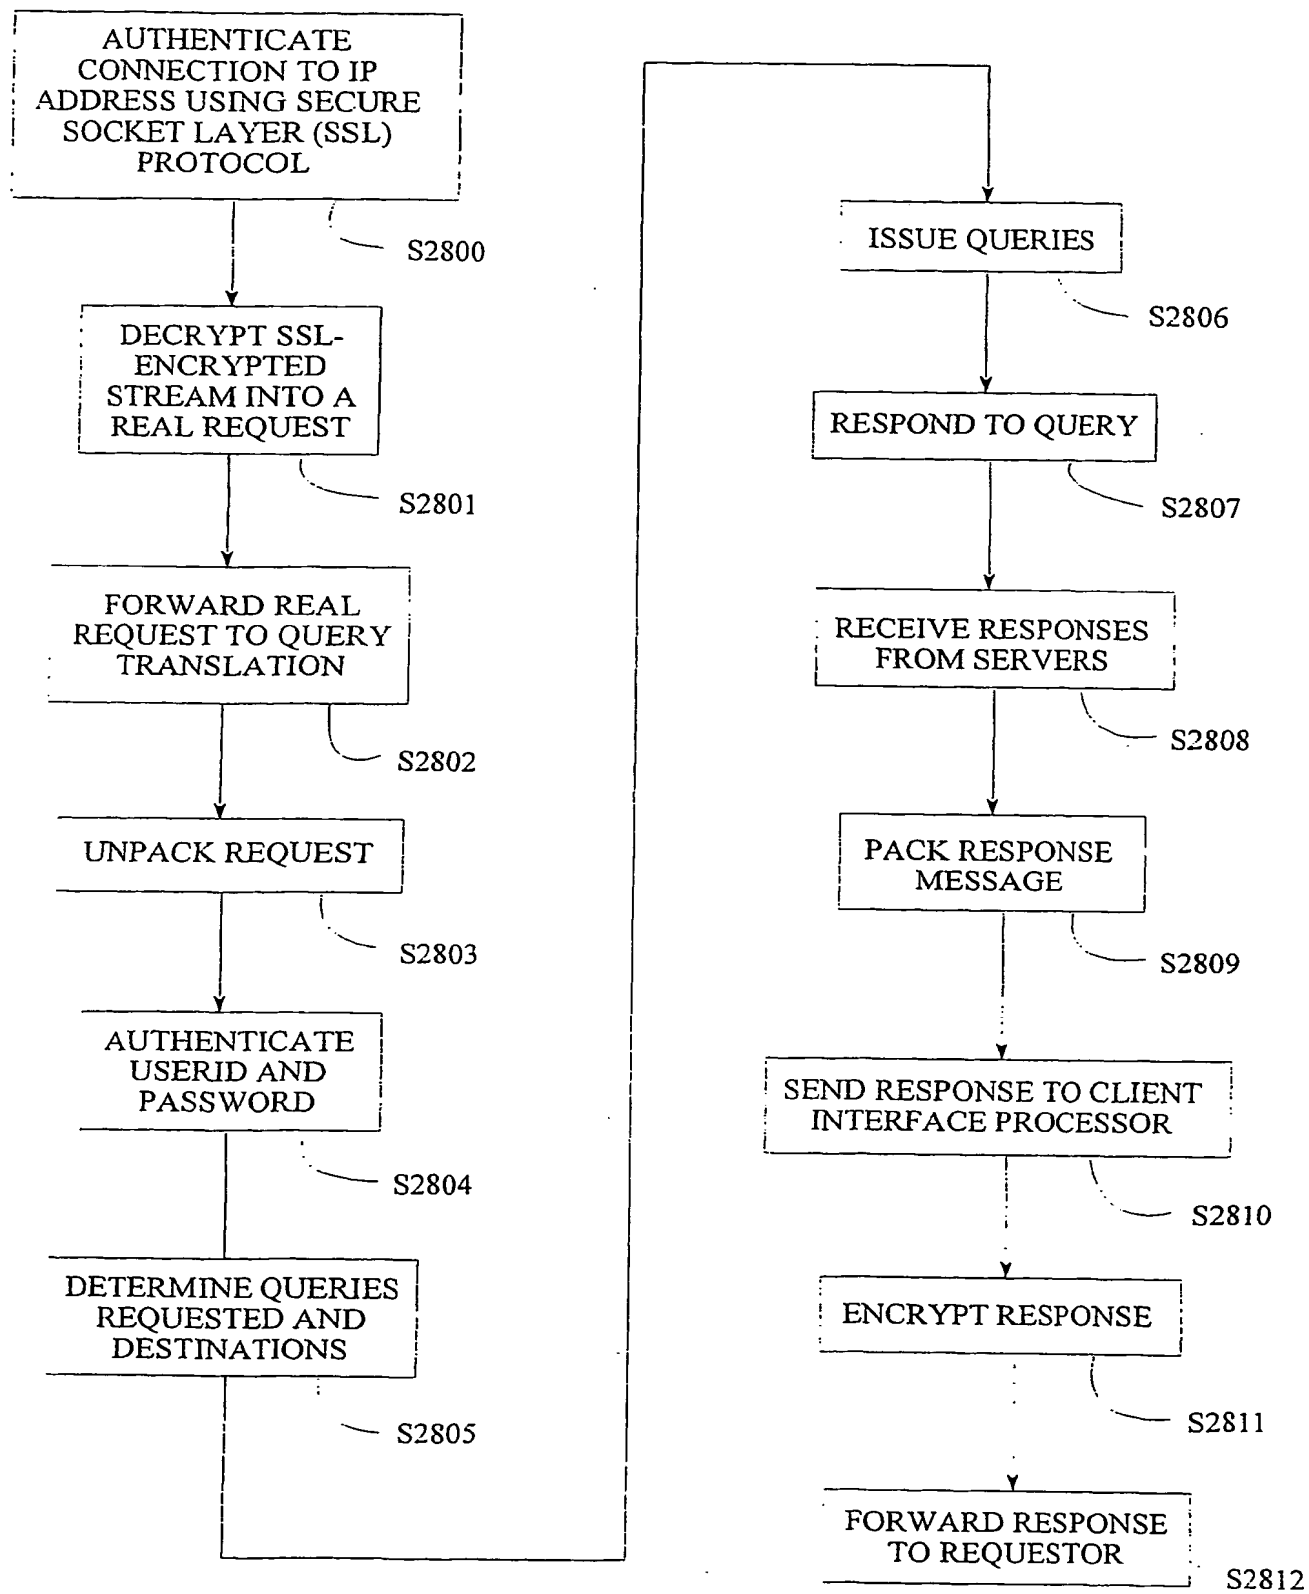 AUTHENTICATE
CONNECTION TO IP
ADDRESS USING SECURE
SOCKET LAYER (SSL)
PROTOCOL
S2800
DECRYPT SSL-
ENCRYPTED
STREAM INTO A
REAL REQUEST
S2801
FORWARD REAL
REQUEST TO QUERY
TRANSLATION
S2802
UNPACK REQUEST
S2803
AUTHENTICATE
USERID AND
PASSWORD
S2804
DETERMINE QUERIES
REQUESTED AND
DESTINATIONS
S2805
ISSUE QUERIES
S2806
RESPOND TO QUERY
S2807
RECEIVE RESPONSES
FROM SERVERS
S2808
PACK RESPONSE
MESSAGE
S2809
SEND RESPONSE TO CLIENT
INTERFACE PROCESSOR
S2810
ENCRYPT RESPONSE
S2811
FORWARD RESPONSE
TO REQUESTOR
S2812